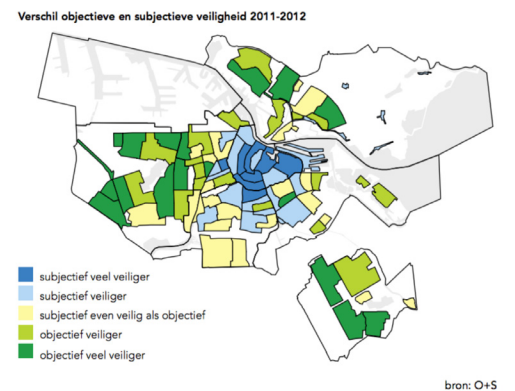 Verschil objectieve en subjectieve veiligheid 2011-2012
subjectief veel veiliger
subjectief veiliger
subjectief even veilig als objectief
objectief veiliger
objectief veel veiliger
bron: O+S